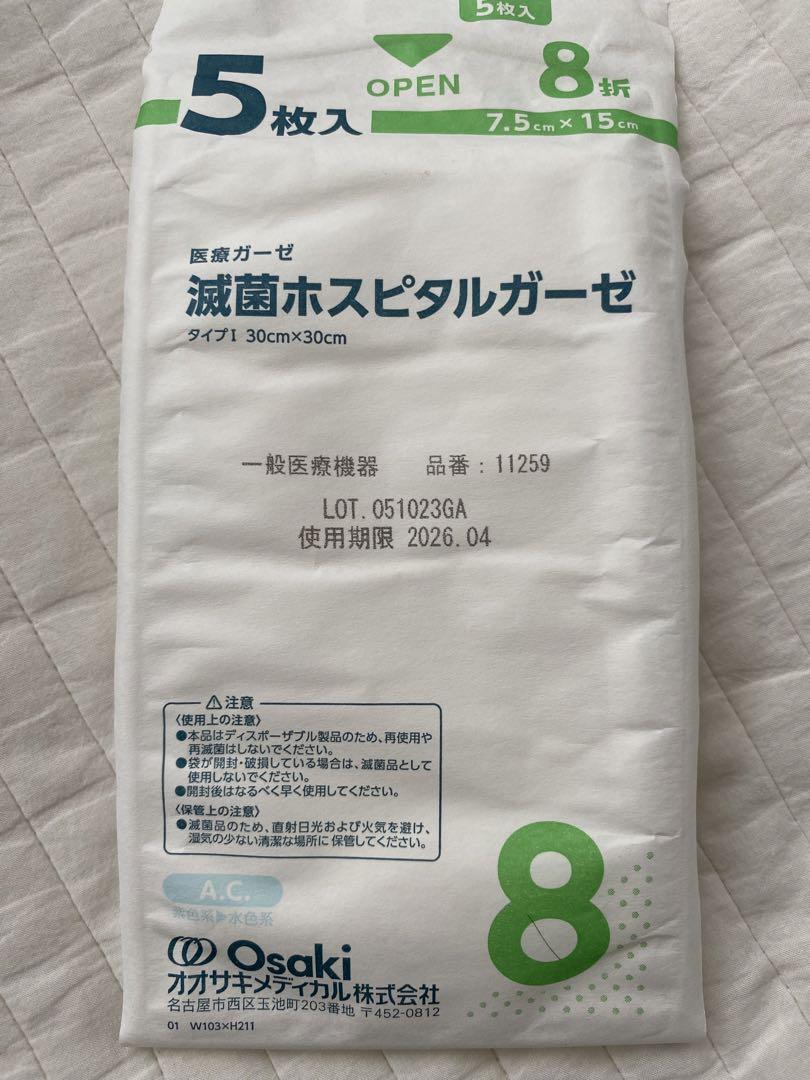 5枚入
5枚入
OPEN
8折
7.5cm×15cm
医療ガーゼ
滅菌ホスピタルガーゼ
タイプI 30cm×30cm
一般医療機器 品番:11259
LOT.051023GA
使用期限 2026.04
⚠注意
〈使用上の注意〉
●本品はディスポーザブル製品のため、再使用や
再滅菌はしないでください。
●袋が開封・破損している場合は、滅菌品として
使用しないでください。
●開封後はなるべく早く使用してください。
〈保管上の注意〉
●滅菌品のため、直射日光および火気を避け、
湿気の少ない清潔な場所に保管してください。
A.C.
茶色系▶水色系
Osaki
オオサキメディカル株式会社
名古屋市西区玉池町203番地 〒452-0812
01 W103×H211
8